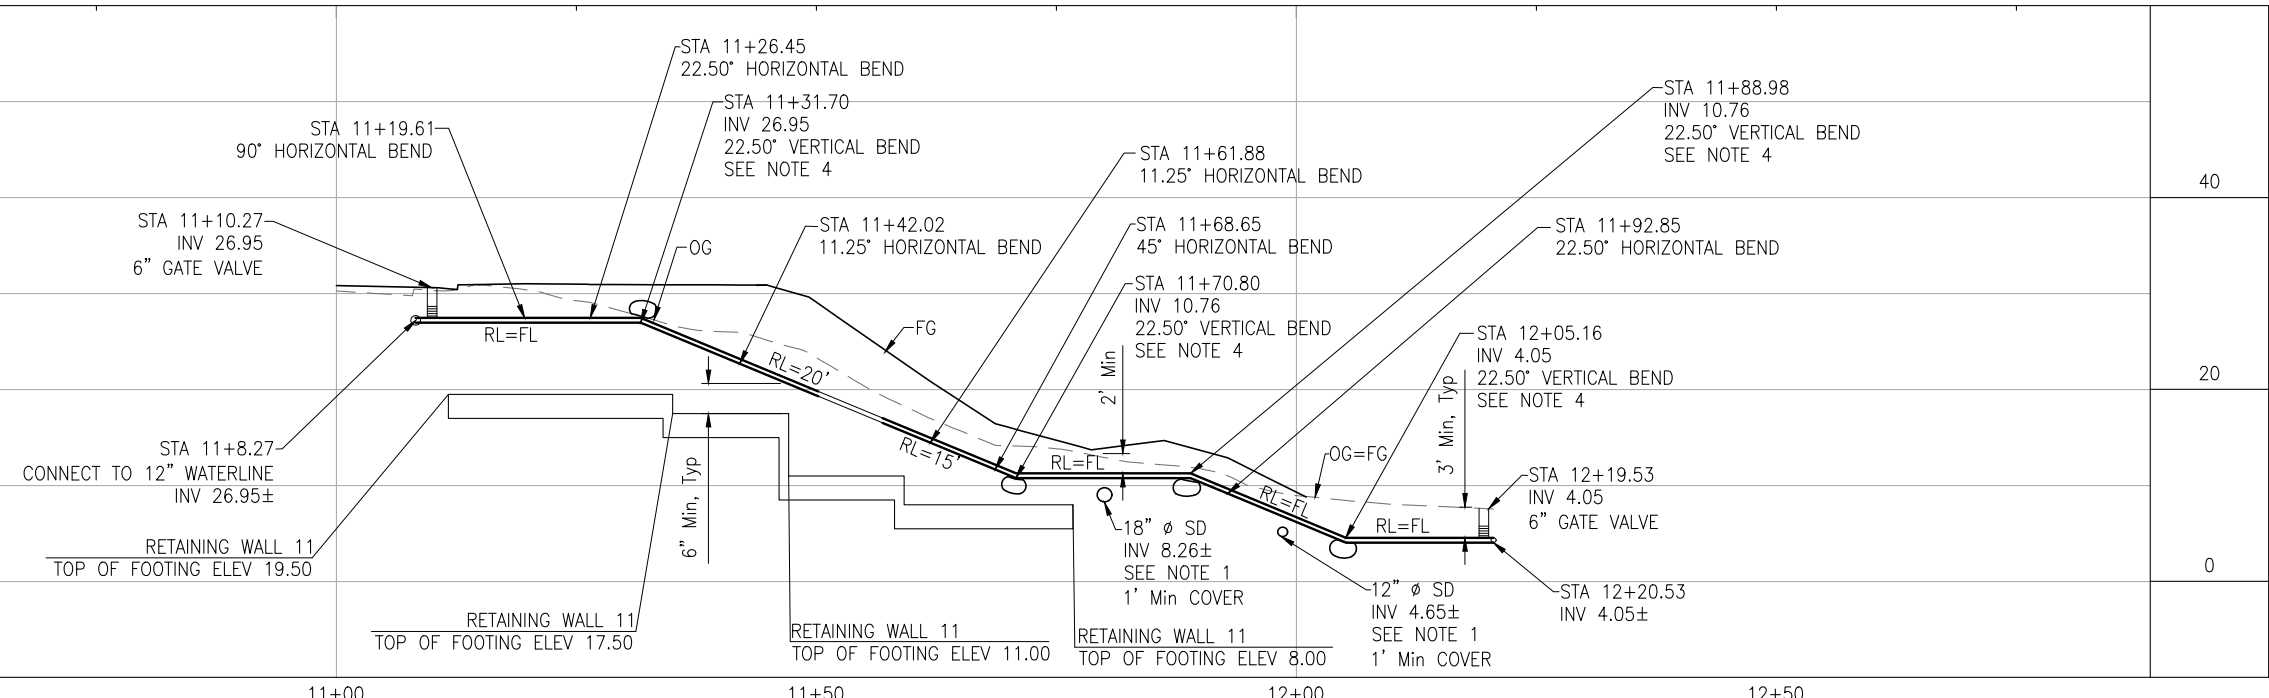 STA 11+26.45
22.50° HORIZONTAL BEND
STA 11+31.70
INV 26.95
22.50° VERTICAL BEND
SEE NOTE 4
STA 11+19.61
90° HORIZONTAL BEND
STA 11+88.98
INV 10.76
22.50° VERTICAL BEND
SEE NOTE 4
STA 11+61.88
11.25° HORIZONTAL BEND
40
STA 11+10.27
INV 26.95
6" GATE VALVE
OG
STA 11+42.02
11.25° HORIZONTAL BEND
STA 11+68.65
45° HORIZONTAL BEND
STA 11+92.85
22.50° HORIZONTAL BEND
STA 11+70.80
INV 10.76
22.50° VERTICAL BEND
SEE NOTE 4
FG
RL=FL
RL=20'
2' Min
STA 12+05.16
INV 4.05
22.50° VERTICAL BEND
SEE NOTE 4
20
3' Min, Typ
STA 11+8.27
CONNECT TO 12" WATERLINE
INV 26.95±
RL=15'
RL=FL
OG=FG
RL=FL
RL=FL
STA 12+19.53
INV 4.05
6" GATE VALVE
6" Min, Typ
18" ø SD
INV 8.26±
SEE NOTE 1
1' Min COVER
RETAINING WALL 11
TOP OF FOOTING ELEV 19.50
0
12" ø SD
INV 4.65±
SEE NOTE 1
1' Min COVER
STA 12+20.53
INV 4.05±
RETAINING WALL 11
TOP OF FOOTING ELEV 17.50
RETAINING WALL 11
TOP OF FOOTING ELEV 11.00
RETAINING WALL 11
TOP OF FOOTING ELEV 8.00
11+00
11+50
12+00
12+50